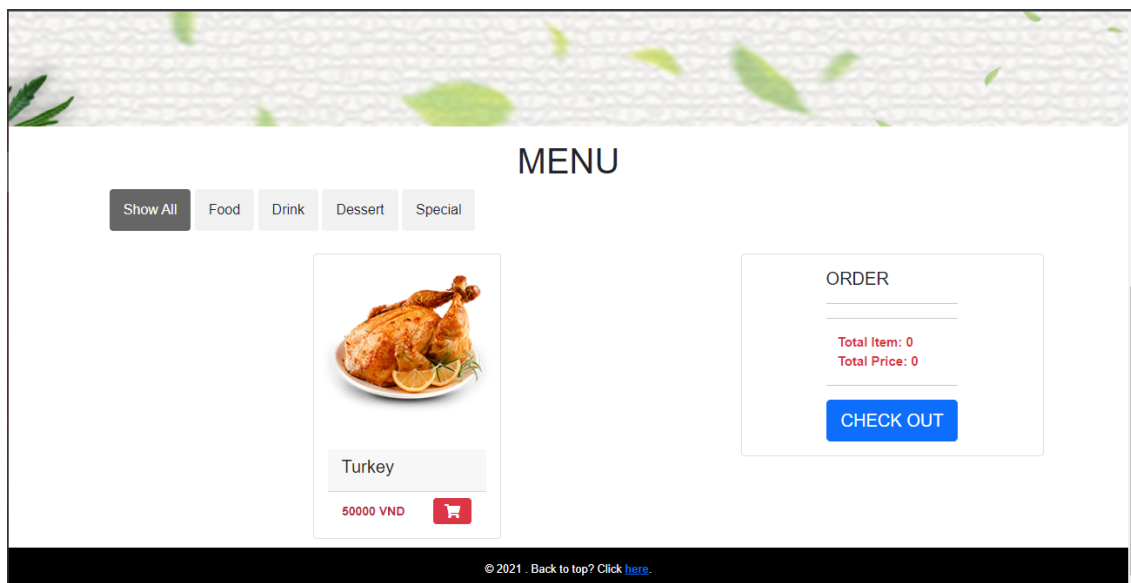 MENU
Show All Food Drink Dessert Special
Turkey
50000 VND
ORDER
Total Item: 0
Total Price: 0
CHECK OUT
© 2021 . Back to top? Click here.